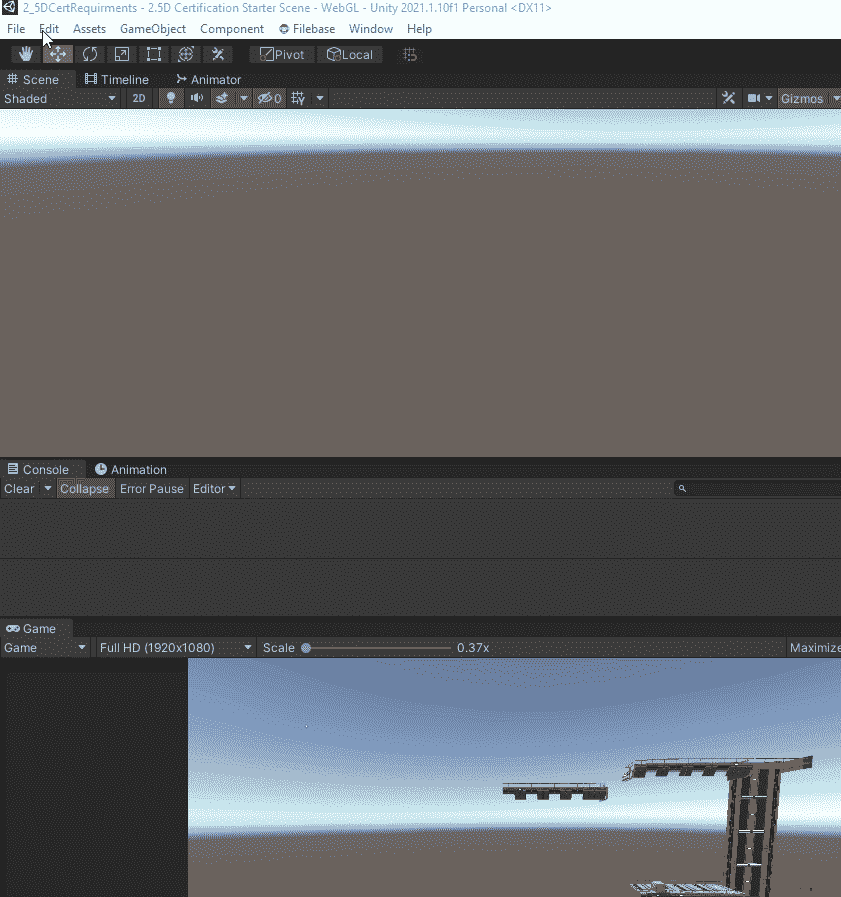 2_5DCertRequirments - 2.5D Certification Starter Scene - WebGL - Unity 2021.1.10f1 Personal <DX11>
File Edit Assets GameObject Component Filebase Window Help
Pivot Local
Scene Timeline Animator
Shaded 2D 0 Gizmos
Console Animation
Clear Collapse Error Pause Editor
Game
Game Full HD (1920x1080) Scale 0.37x Maximize